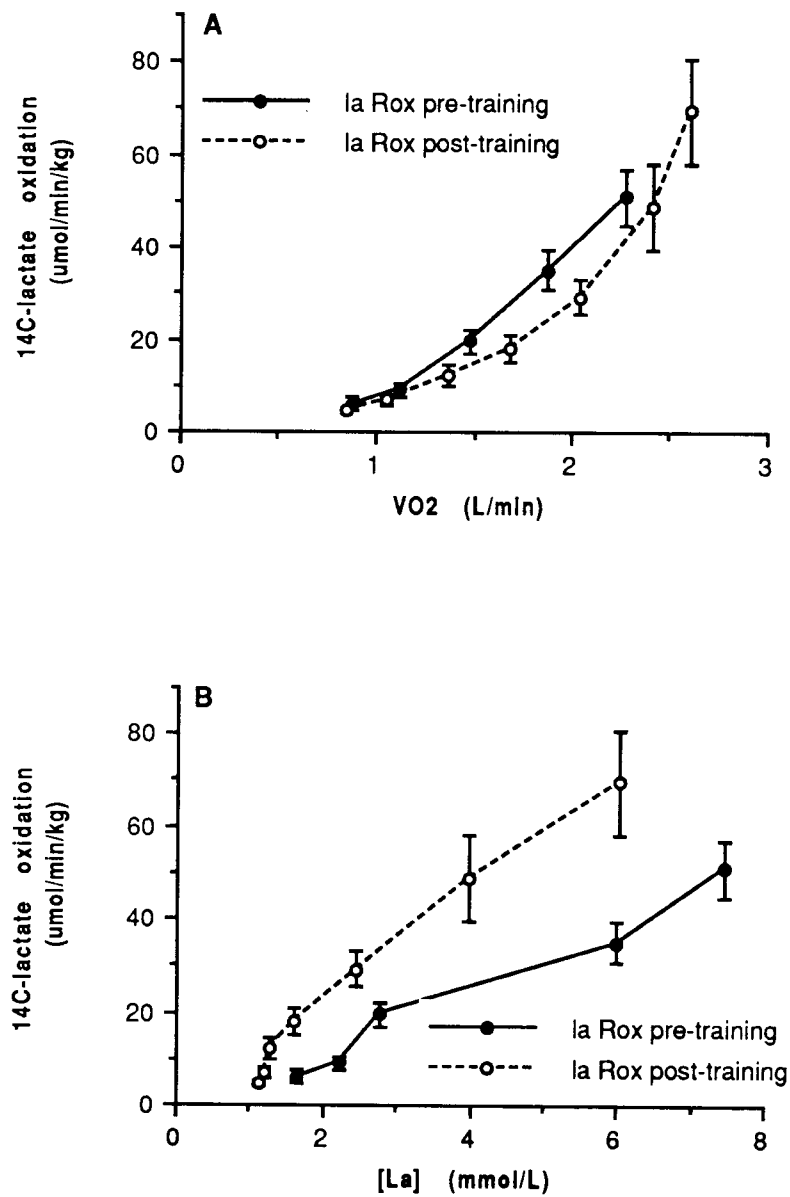 A
80
60
40
20
0
14C-lactate oxidation
(umol/min/kg)
la Rox pre-training
la Rox post-training
0 1 2 3
VO2 (L/min)
B
80
60
40
20
0
14C-lactate oxidation
(umol/min/kg)
la Rox pre-training
la Rox post-training
0 2 4 6 8
[La] (mmol/L)